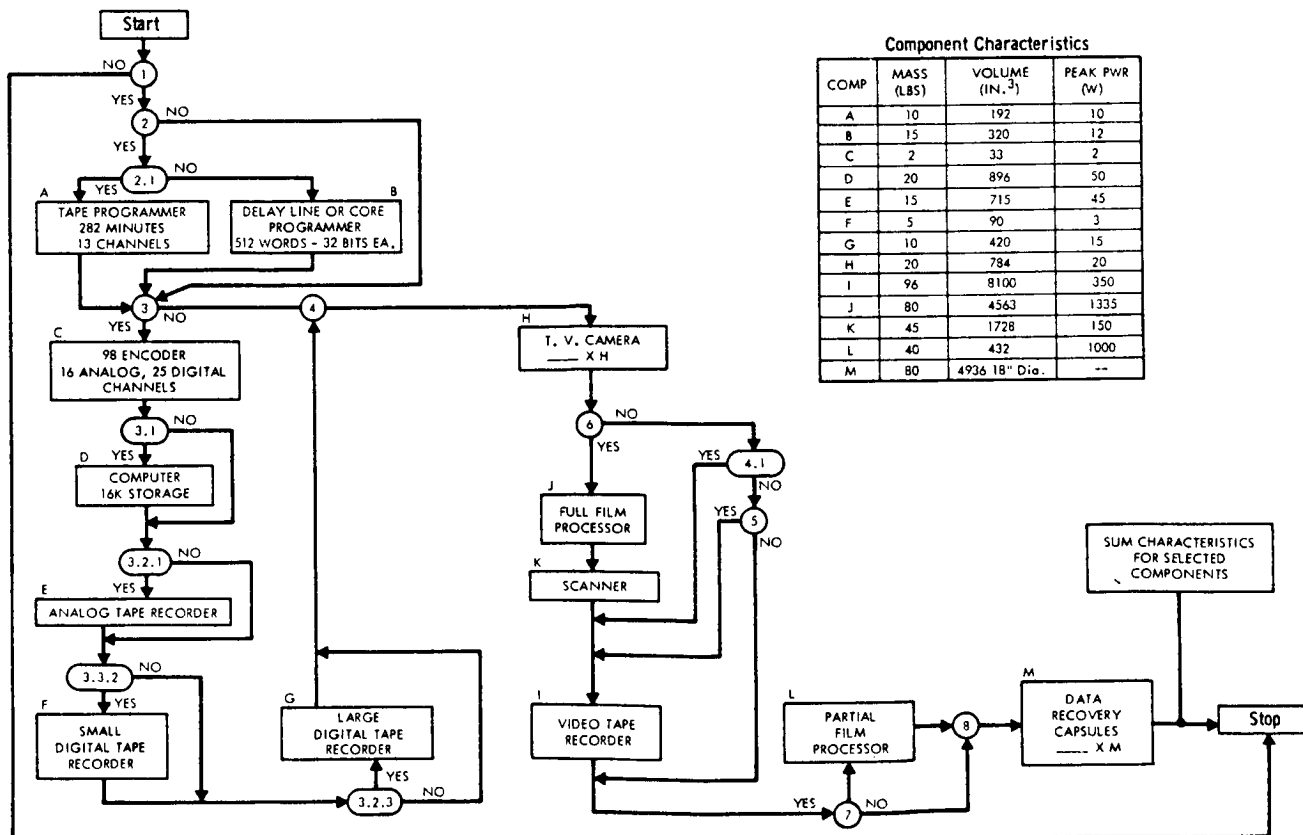 Start
NO
1
YES
2
NO
YES
2.1
NO
YES
A
TAPE PROGRAMMER
282 MINUTES
13 CHANNELS
B
DELAY LINE OR CORE
PROGRAMMER
512 WORDS - 32 BITS EA.
3
NO
YES
4
C
98 ENCODER
16 ANALOG, 25 DIGITAL
CHANNELS
3.1
NO
YES
D
COMPUTER
16K STORAGE
3.2.1
NO
YES
E
ANALOG TAPE RECORDER
3.3.2
NO
YES
F
SMALL
DIGITAL TAPE
RECORDER
G
LARGE
DIGITAL TAPE
RECORDER
YES
3.2.3
NO
H
T. V. CAMERA
____ X H
6
NO
YES
YES
4.1
NO
J
FULL FILM
PROCESSOR
YES
5
NO
K
SCANNER
I
VIDEO TAPE
RECORDER
L
PARTIAL
FILM
PROCESSOR
YES
7
NO
8
M
DATA
RECOVERY
CAPSULES
____ X M
SUM CHARACTERISTICS
FOR SELECTED
COMPONENTS
Stop
Component Characteristics
COMP MASS (LBS) VOLUME (IN.3) PEAK PWR (W)
A 10 192 10
B 15 320 12
C 2 33 2
D 20 896 50
E 15 715 45
F 5 90 3
G 10 420 15
H 20 784 20
I 96 8100 350
J 80 4563 1335
K 45 1728 150
L 40 432 1000
M 80 4936 18" Dia. --